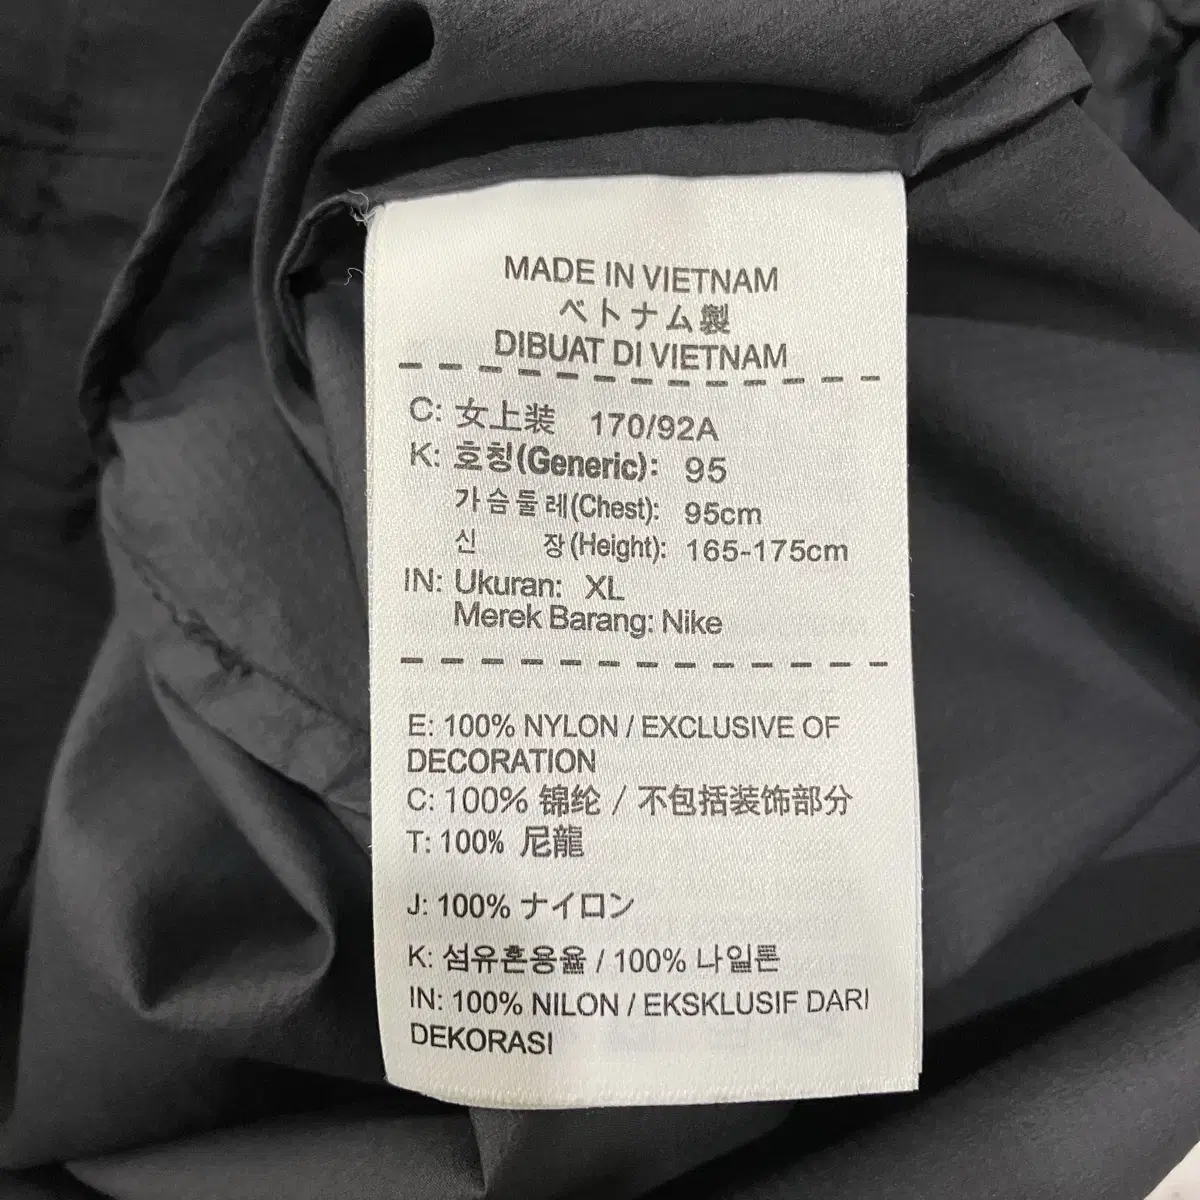 MADE IN VIETNAM
ベトナム製
DIBUAT DI VIETNAM
C: 女上装 170/92A
K: 호칭(Generic): 95
가슴둘레(Chest): 95cm
신 장(Height): 165-175cm
IN: Ukuran: XL
Merek Barang: Nike
E: 100% NYLON / EXCLUSIVE OF
DECORATION
C: 100% 锦纶 / 不包括装饰部分
T: 100% 尼龍
J: 100% ナイロン
K: 섬유혼용율 / 100% 나일론
IN: 100% NILON / EKSKLUSIF DARI
DEKORASI